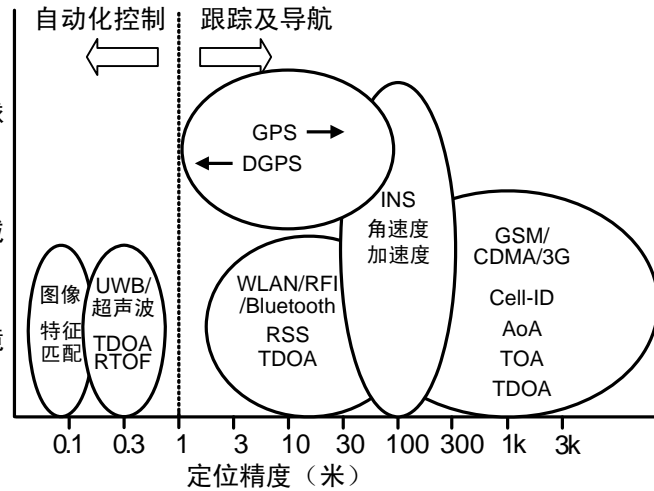 自动化控制
跟踪及导航
GPS
DGPS
INS
角速度
加速度
GSM/
CDMA/3G
Cell-ID
AoA
TOA
TDOA
WLAN/RFI
/Bluetooth
RSS
TDOA
UWB/
超声波
TDOA
RTOF
图像
特征
匹配
0.1 0.3 1 3 10 30 100 300 1k 3k
定位精度（米）